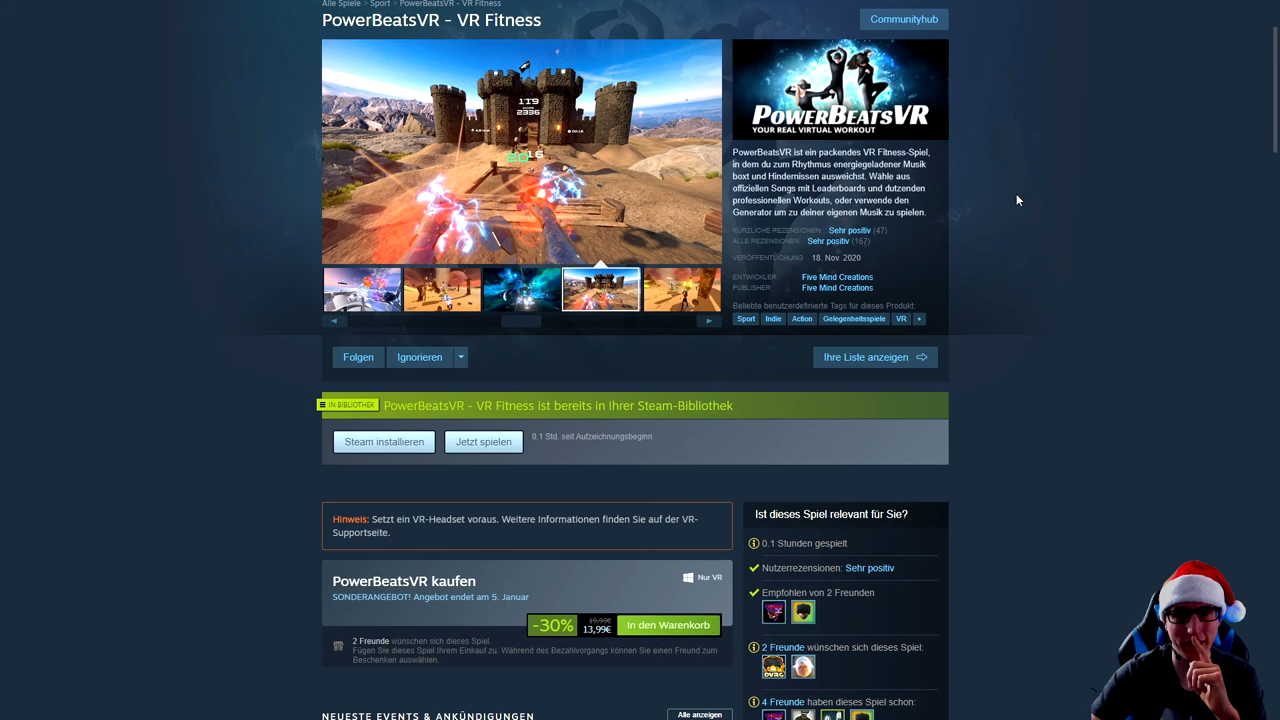 Alle Spiele > Sport > PowerBeatsVR - VR Fitness
PowerBeatsVR - VR Fitness
Communityhub
119
2336
20 16
POWERBEATSVR
YOUR REAL VIRTUAL WORKOUT
PowerBeatsVR ist ein packendes VR Fitness-Spiel,
in dem du zum Rhythmus energiegeladener Musik
boxt und Hindernissen ausweichst. Wähle aus
offiziellen Songs mit Leaderboards und dutzenden
professionellen Workouts, oder verwende den
Generator um zu deiner eigenen Musik zu spielen.
KÜRZLICHE REZENSIONEN: Sehr positiv (47)
ALLE REZENSIONEN: Sehr positiv (167)
VERÖFFENTLICHUNG: 18. Nov. 2020
ENTWICKLER: Five Mind Creations
PUBLISHER: Five Mind Creations
Beliebte benutzerdefinierte Tags für dieses Produkt:
Sport Indie Action Gelegenheitsspiele VR +
Folgen Ignorieren Ihre Liste anzeigen
IN BIBLIOTHEK PowerBeatsVR - VR Fitness ist bereits in Ihrer Steam-Bibliothek
Steam installieren Jetzt spielen 0.1 Std. seit Aufzeichnungsbeginn
Hinweis: Setzt ein VR-Headset voraus. Weitere Informationen finden Sie auf der VR-
Supportseite.
PowerBeatsVR kaufen Nur VR
SONDERANGEBOT! Angebot endet am 5. Januar
-30% 19,99€ 13,99€ In den Warenkorb
2 Freunde wünschen sich dieses Spiel.
Fügen Sie dieses Spiel Ihrem Einkauf zu. Während des Bezahlvorgangs können Sie einen Freund zum
Beschenken auswählen.
NEUESTE EVENTS & ANKÜNDIGUNGEN Alle anzeigen
Ist dieses Spiel relevant für Sie?
0.1 Stunden gespielt
Nutzerrezensionen: Sehr positiv
Empfohlen von 2 Freunden
2 Freunde wünschen sich dieses Spiel:
DVRG
4 Freunde haben dieses Spiel schon: